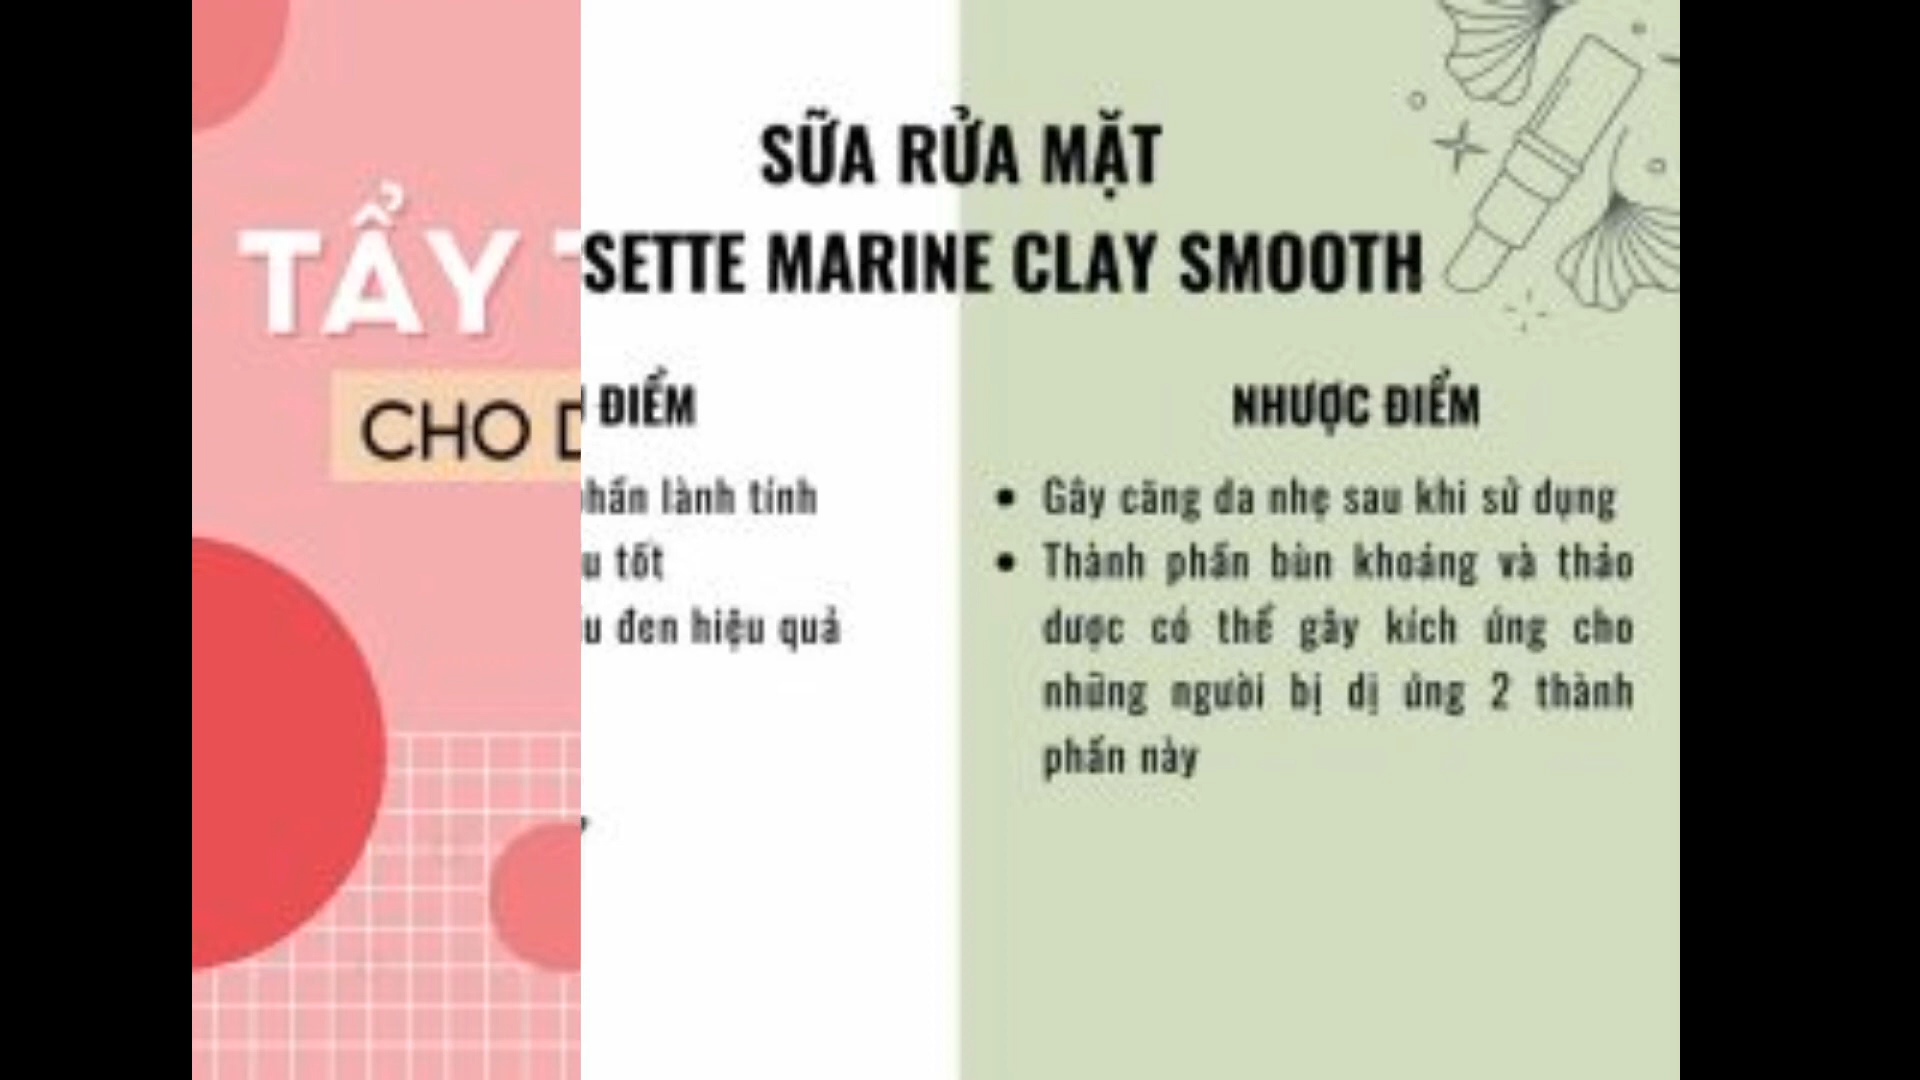 TẨY
CHO
SỮA RỬA MẶT
SETTE MARINE CLAY SMOOTH
ĐIỂM
phần lành tính
u tốt
u đen hiệu quả
NHƯỢC ĐIỂM
• Gây căng da nhẹ sau khi sử dụng
• Thành phần bùn khoáng và thảo
dược có thể gây kích ứng cho
những người bị dị ứng 2 thành
phần này